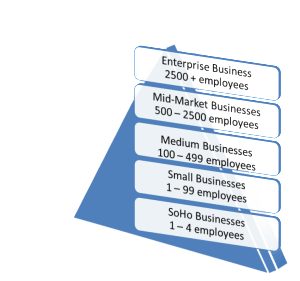 Enterprise Business
2500 + employees
Mid-Market Businesses
500 – 2500 employees
Medium Businesses
100 – 499 employees
Small Businesses
1 – 99 employees
SoHo Businesses
1 – 4 employees